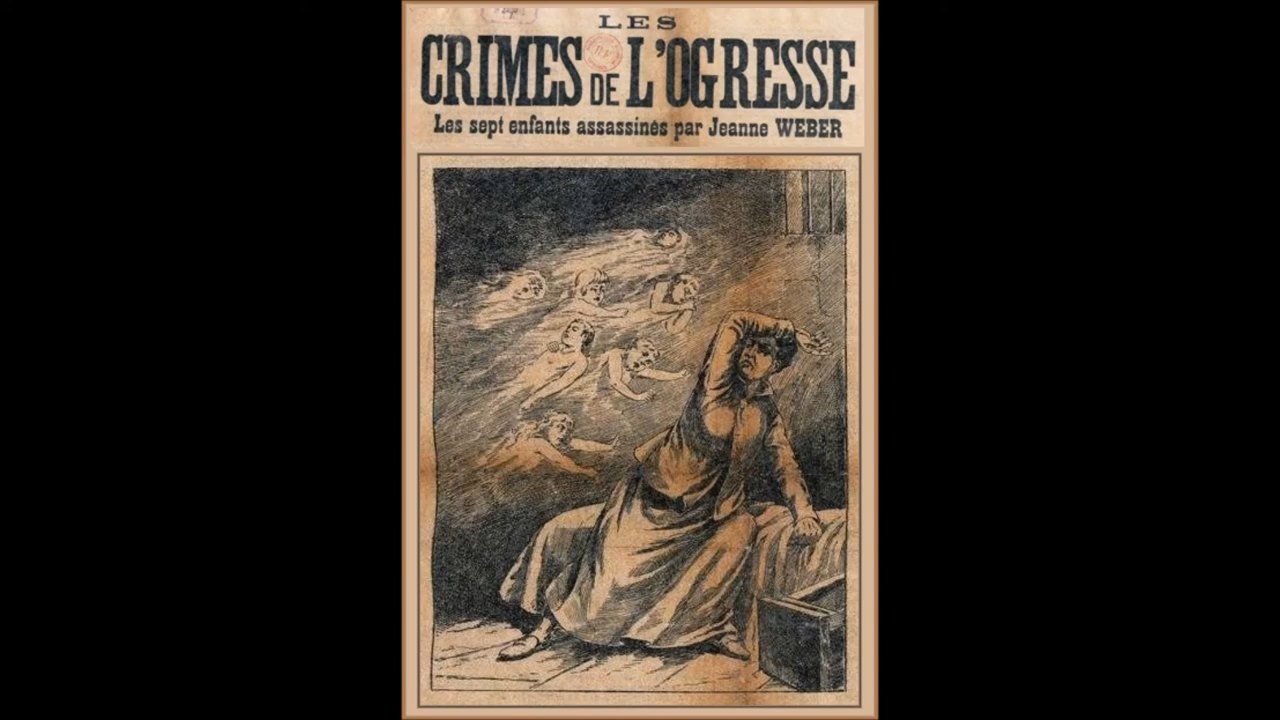 LES
CRIMES DE L'OGRESSE
Les sept enfants assassinés par Jeanne WEBER